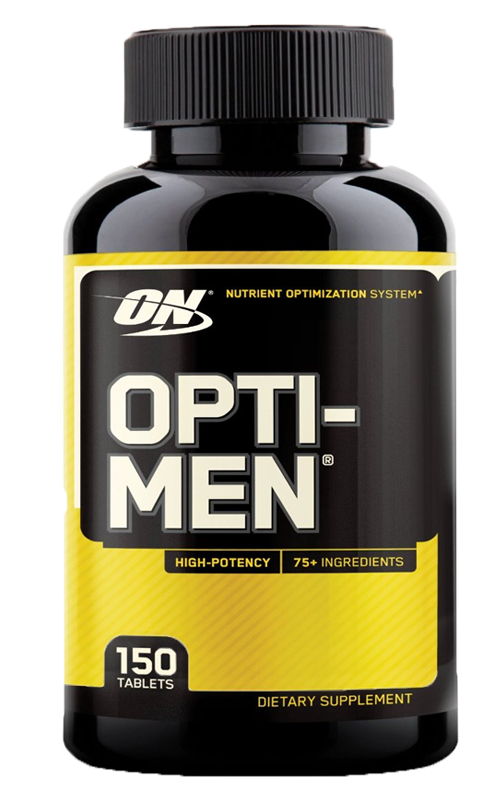 ON® NUTRIENT OPTIMIZATION SYSTEM▲
OPTI-
MEN®
HIGH-POTENCY | 75+ INGREDIENTS
150
TABLETS
DIETARY SUPPLEMENT